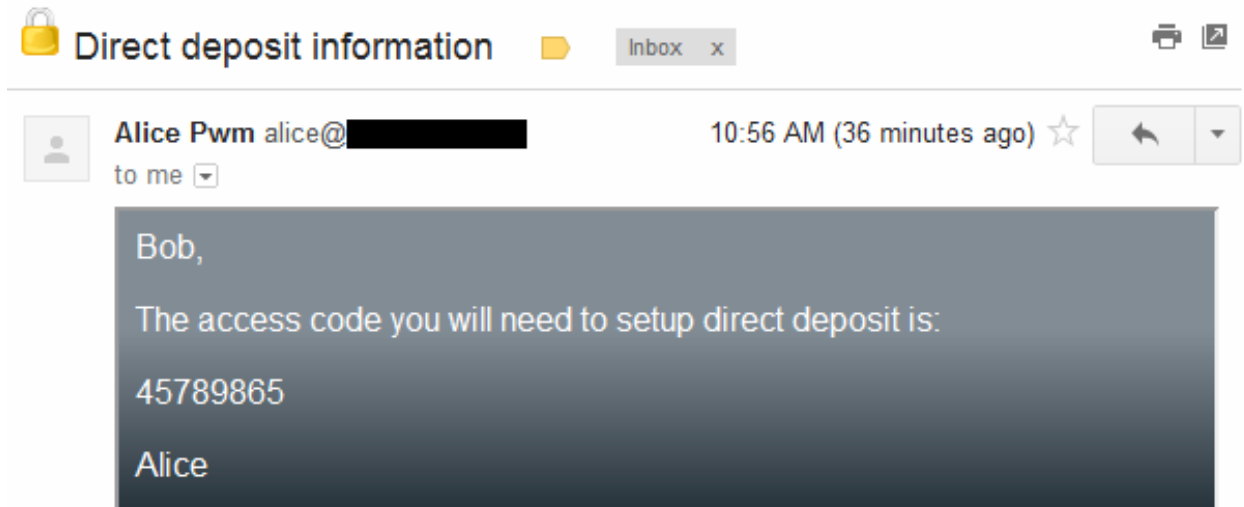 Direct deposit information Inbox x
Alice Pwm alice@ 10:56 AM (36 minutes ago)
to me
Bob,
The access code you will need to setup direct deposit is:
45789865
Alice